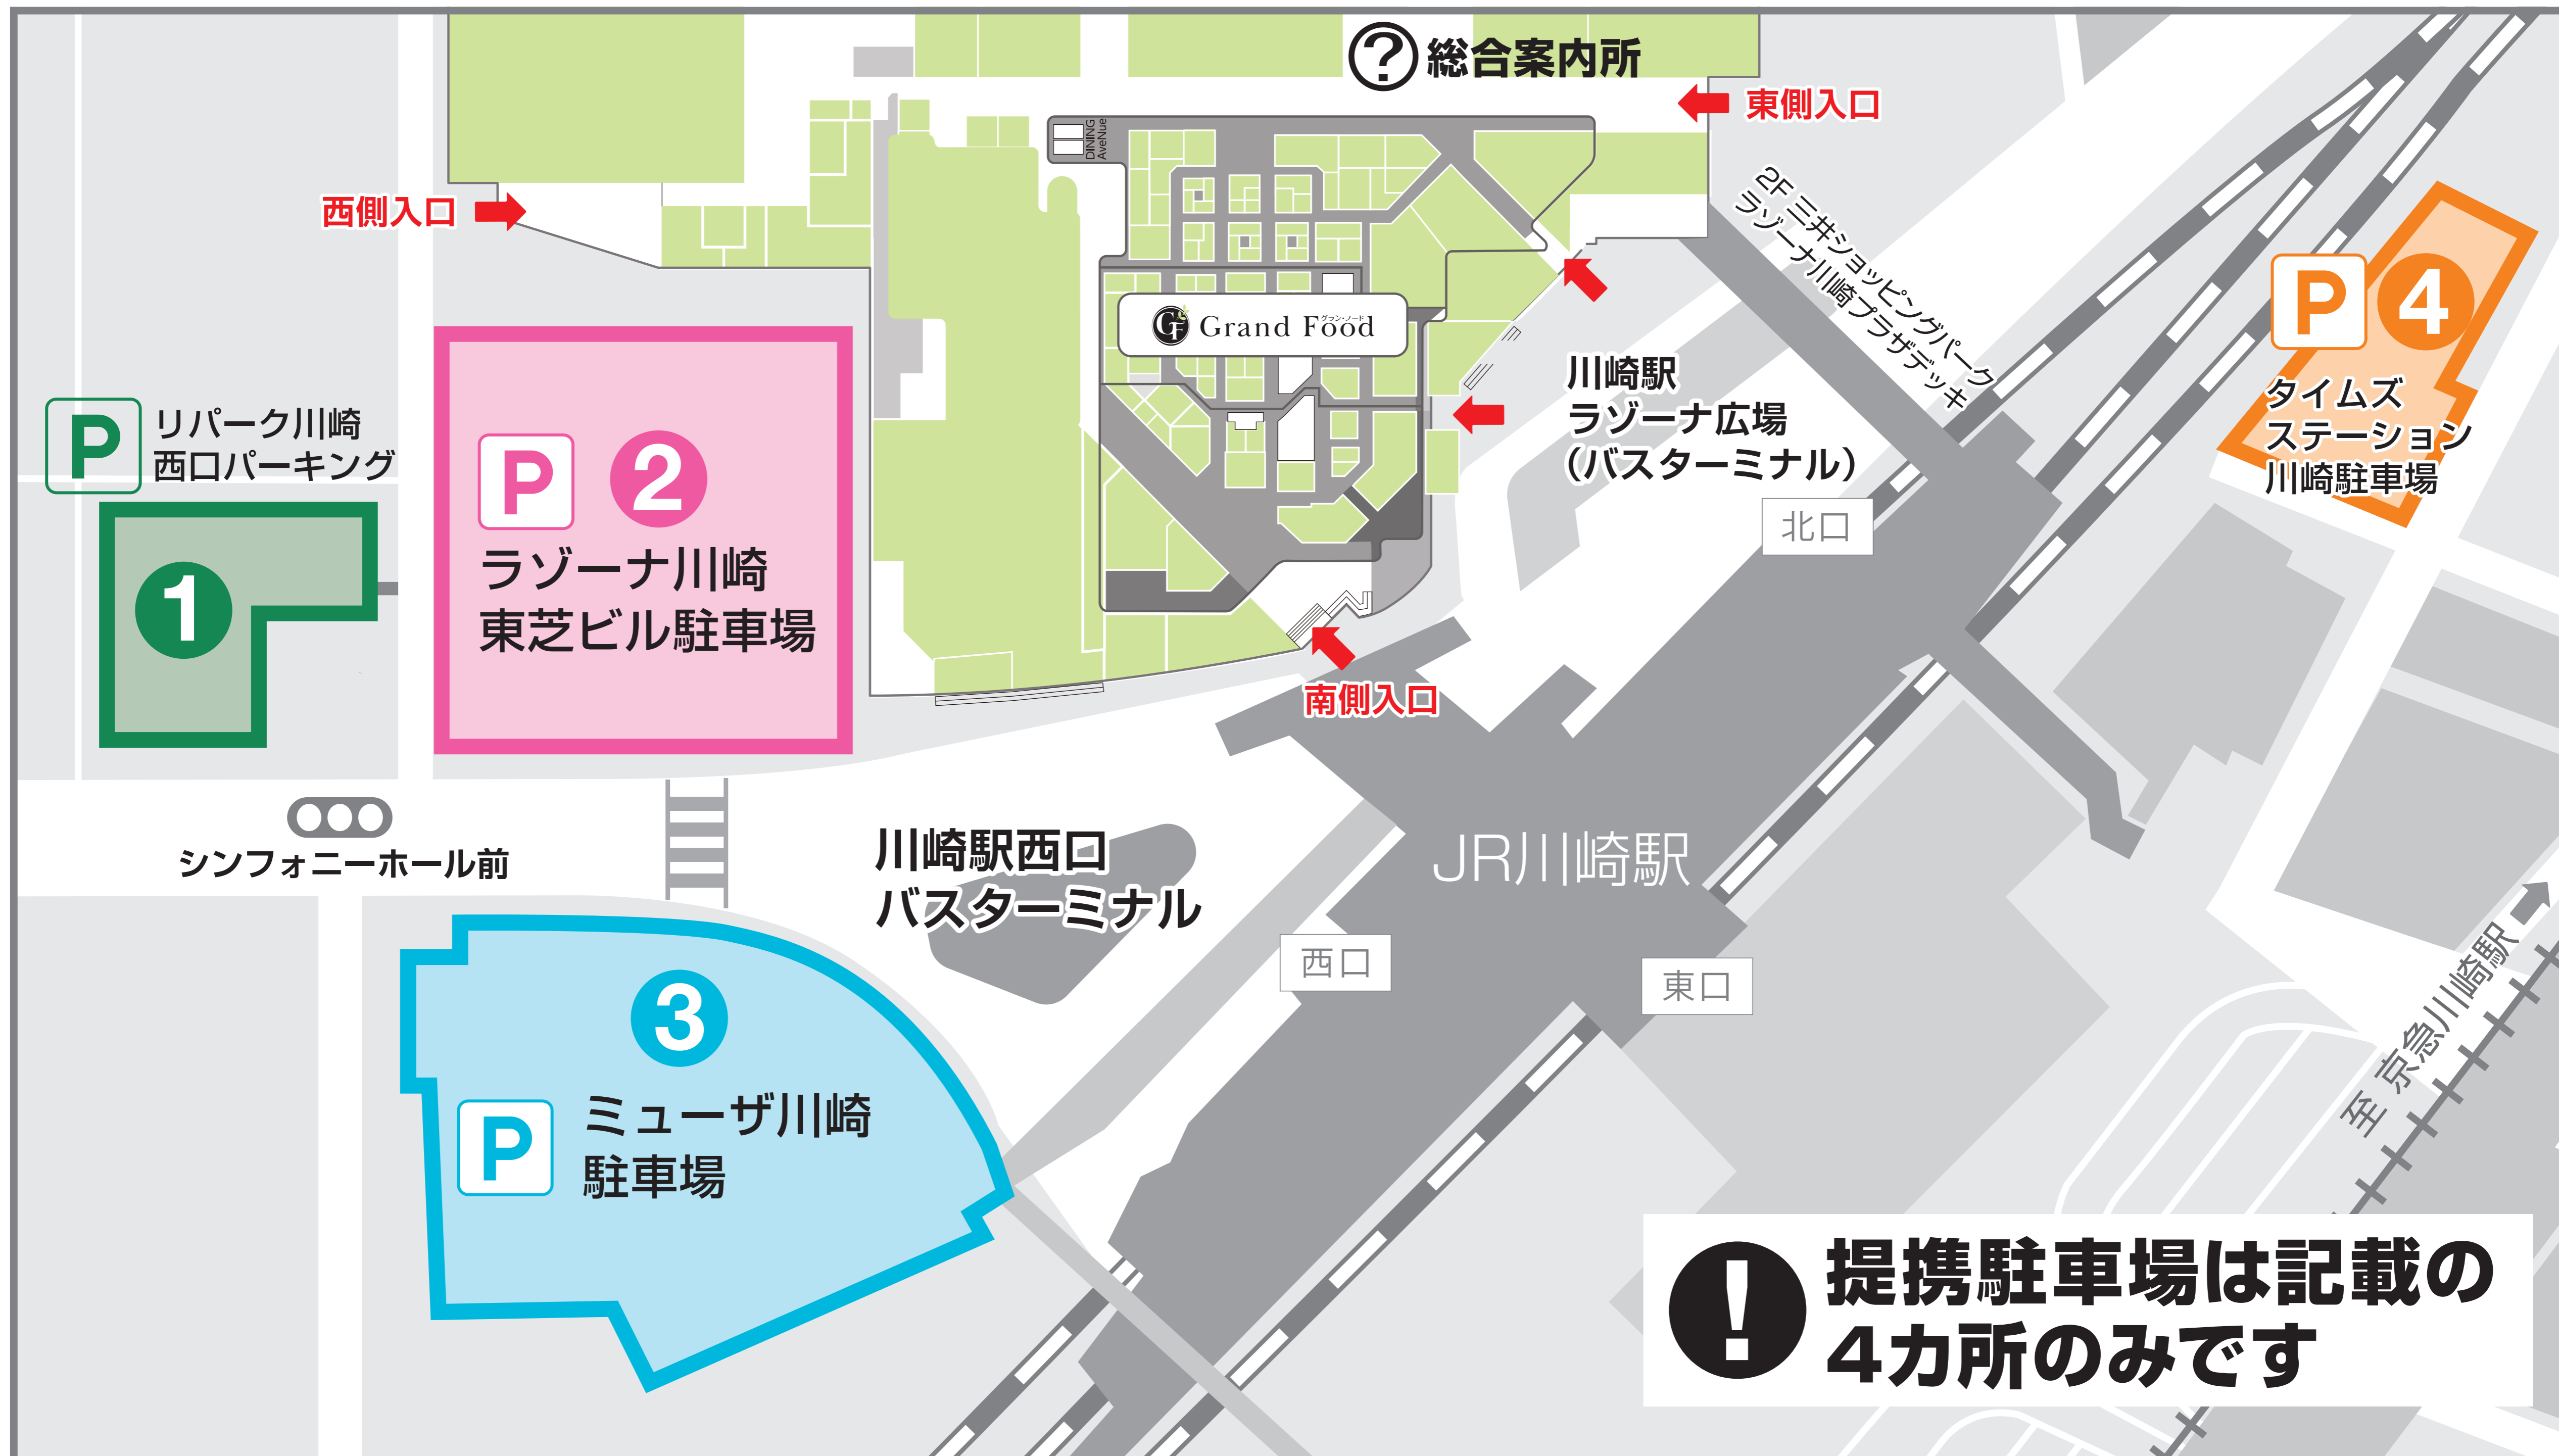 ? 総合案内所
東側入口
DINING
AveNue
西側入口
2F 三井ショッピングパーク
ラゾーナ川崎プラザデッキ
P 4
タイムズ
ステーション
川崎駐車場
GF Grand Food
グラン・フード
川崎駅
ラゾーナ広場
（バスターミナル）
P リパーク川崎
西口パーキング
1
P 2
ラゾーナ川崎
東芝ビル駐車場
北口
南側入口
シンフォニーホール前
川崎駅西口
バスターミナル
JR川崎駅
西口
東口
至 京急川崎駅
3
P ミューザ川崎
駐車場
! 提携駐車場は記載の
4カ所のみです